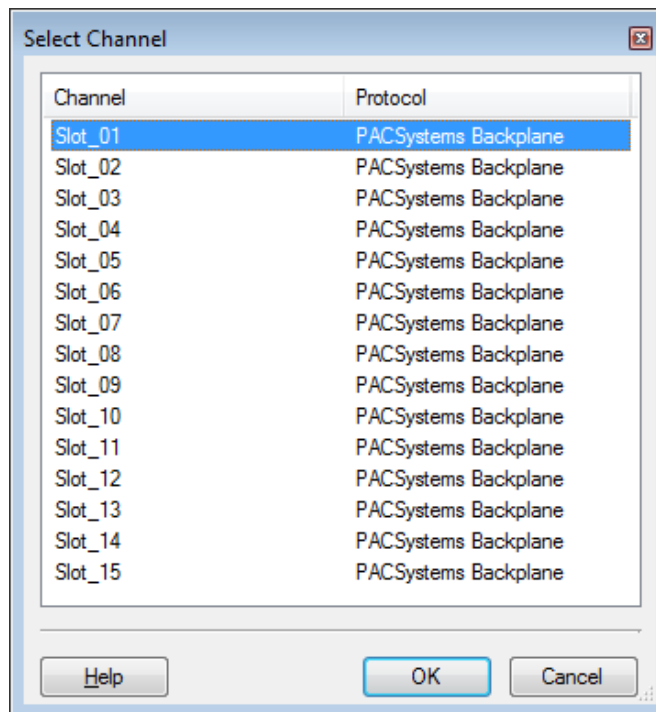 Select Channel
Channel Protocol
Slot_01 PACSystems Backplane
Slot_02 PACSystems Backplane
Slot_03 PACSystems Backplane
Slot_04 PACSystems Backplane
Slot_05 PACSystems Backplane
Slot_06 PACSystems Backplane
Slot_07 PACSystems Backplane
Slot_08 PACSystems Backplane
Slot_09 PACSystems Backplane
Slot_10 PACSystems Backplane
Slot_11 PACSystems Backplane
Slot_12 PACSystems Backplane
Slot_13 PACSystems Backplane
Slot_14 PACSystems Backplane
Slot_15 PACSystems Backplane
Help OK Cancel